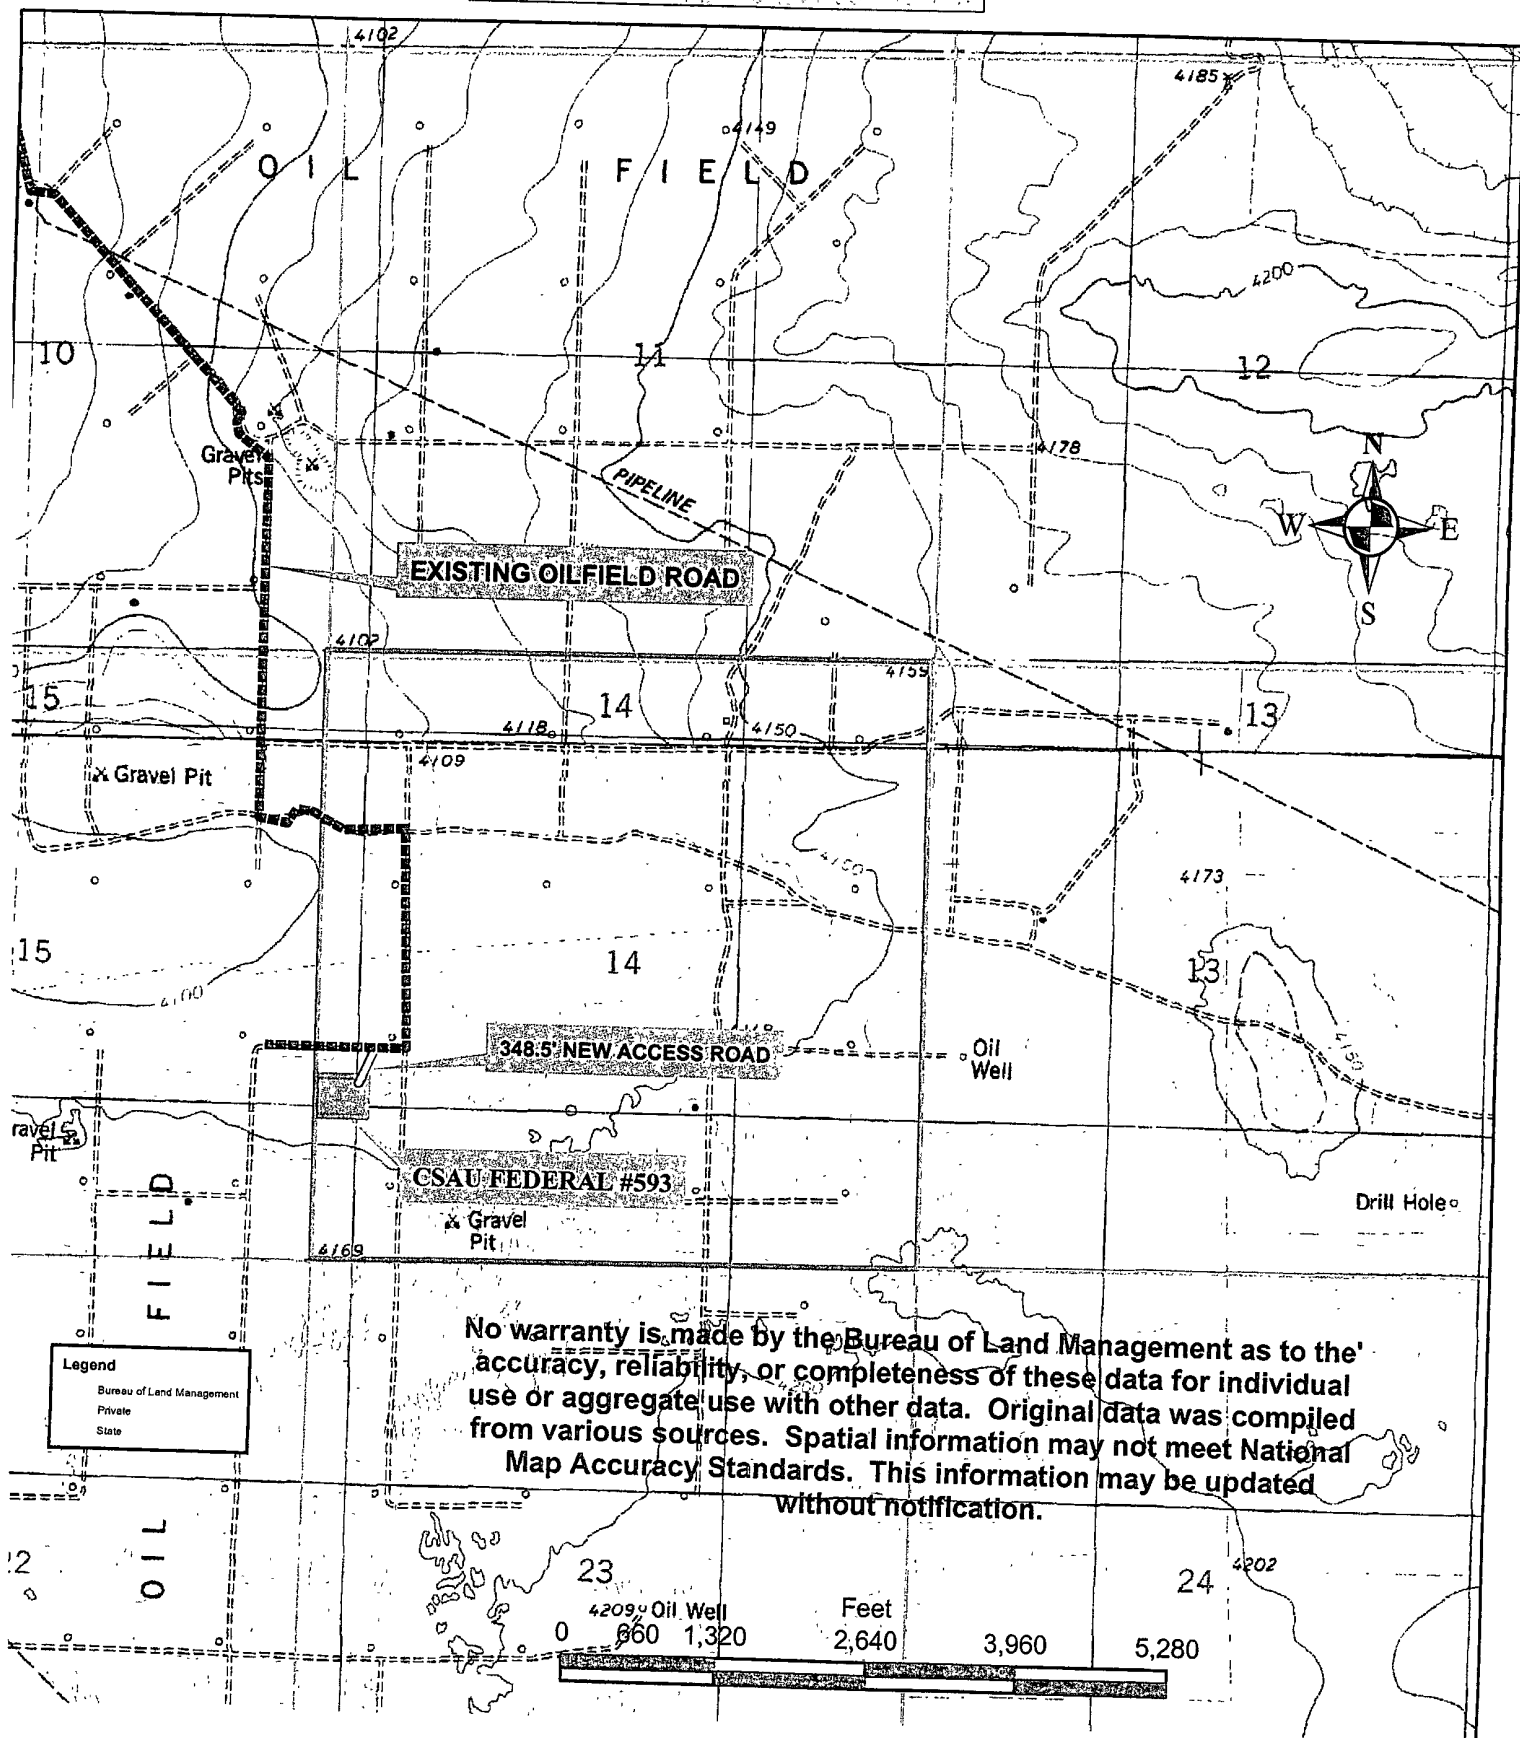 4102
4185
4149
OIL FIELD
4200
10
11
12
4178
Gravel
Pits
PIPELINE
N
W E
S
EXISTING OILFIELD ROAD
4102
4155
15
14
13
4118
4150
4109
Gravel Pit
4150
4173
15
14
13
4100
348.5' NEW ACCESS ROAD
Oil
Well
4150
ravel
Pit
CSAU FEDERAL #593
Gravel
Pit
Drill Hole
4169
OIL FIELD
No warranty is made by the Bureau of Land Management as to the'
accuracy, reliability, or completeness of these data for individual
use or aggregate use with other data. Original data was compiled
from various sources. Spatial information may not meet National
Map Accuracy Standards. This information may be updated
without notification.
Legend
Bureau of Land Management
Private
State
23
24
4202
4209 Oil Well
Feet
0 660 1,320 2,640 3,960 5,280